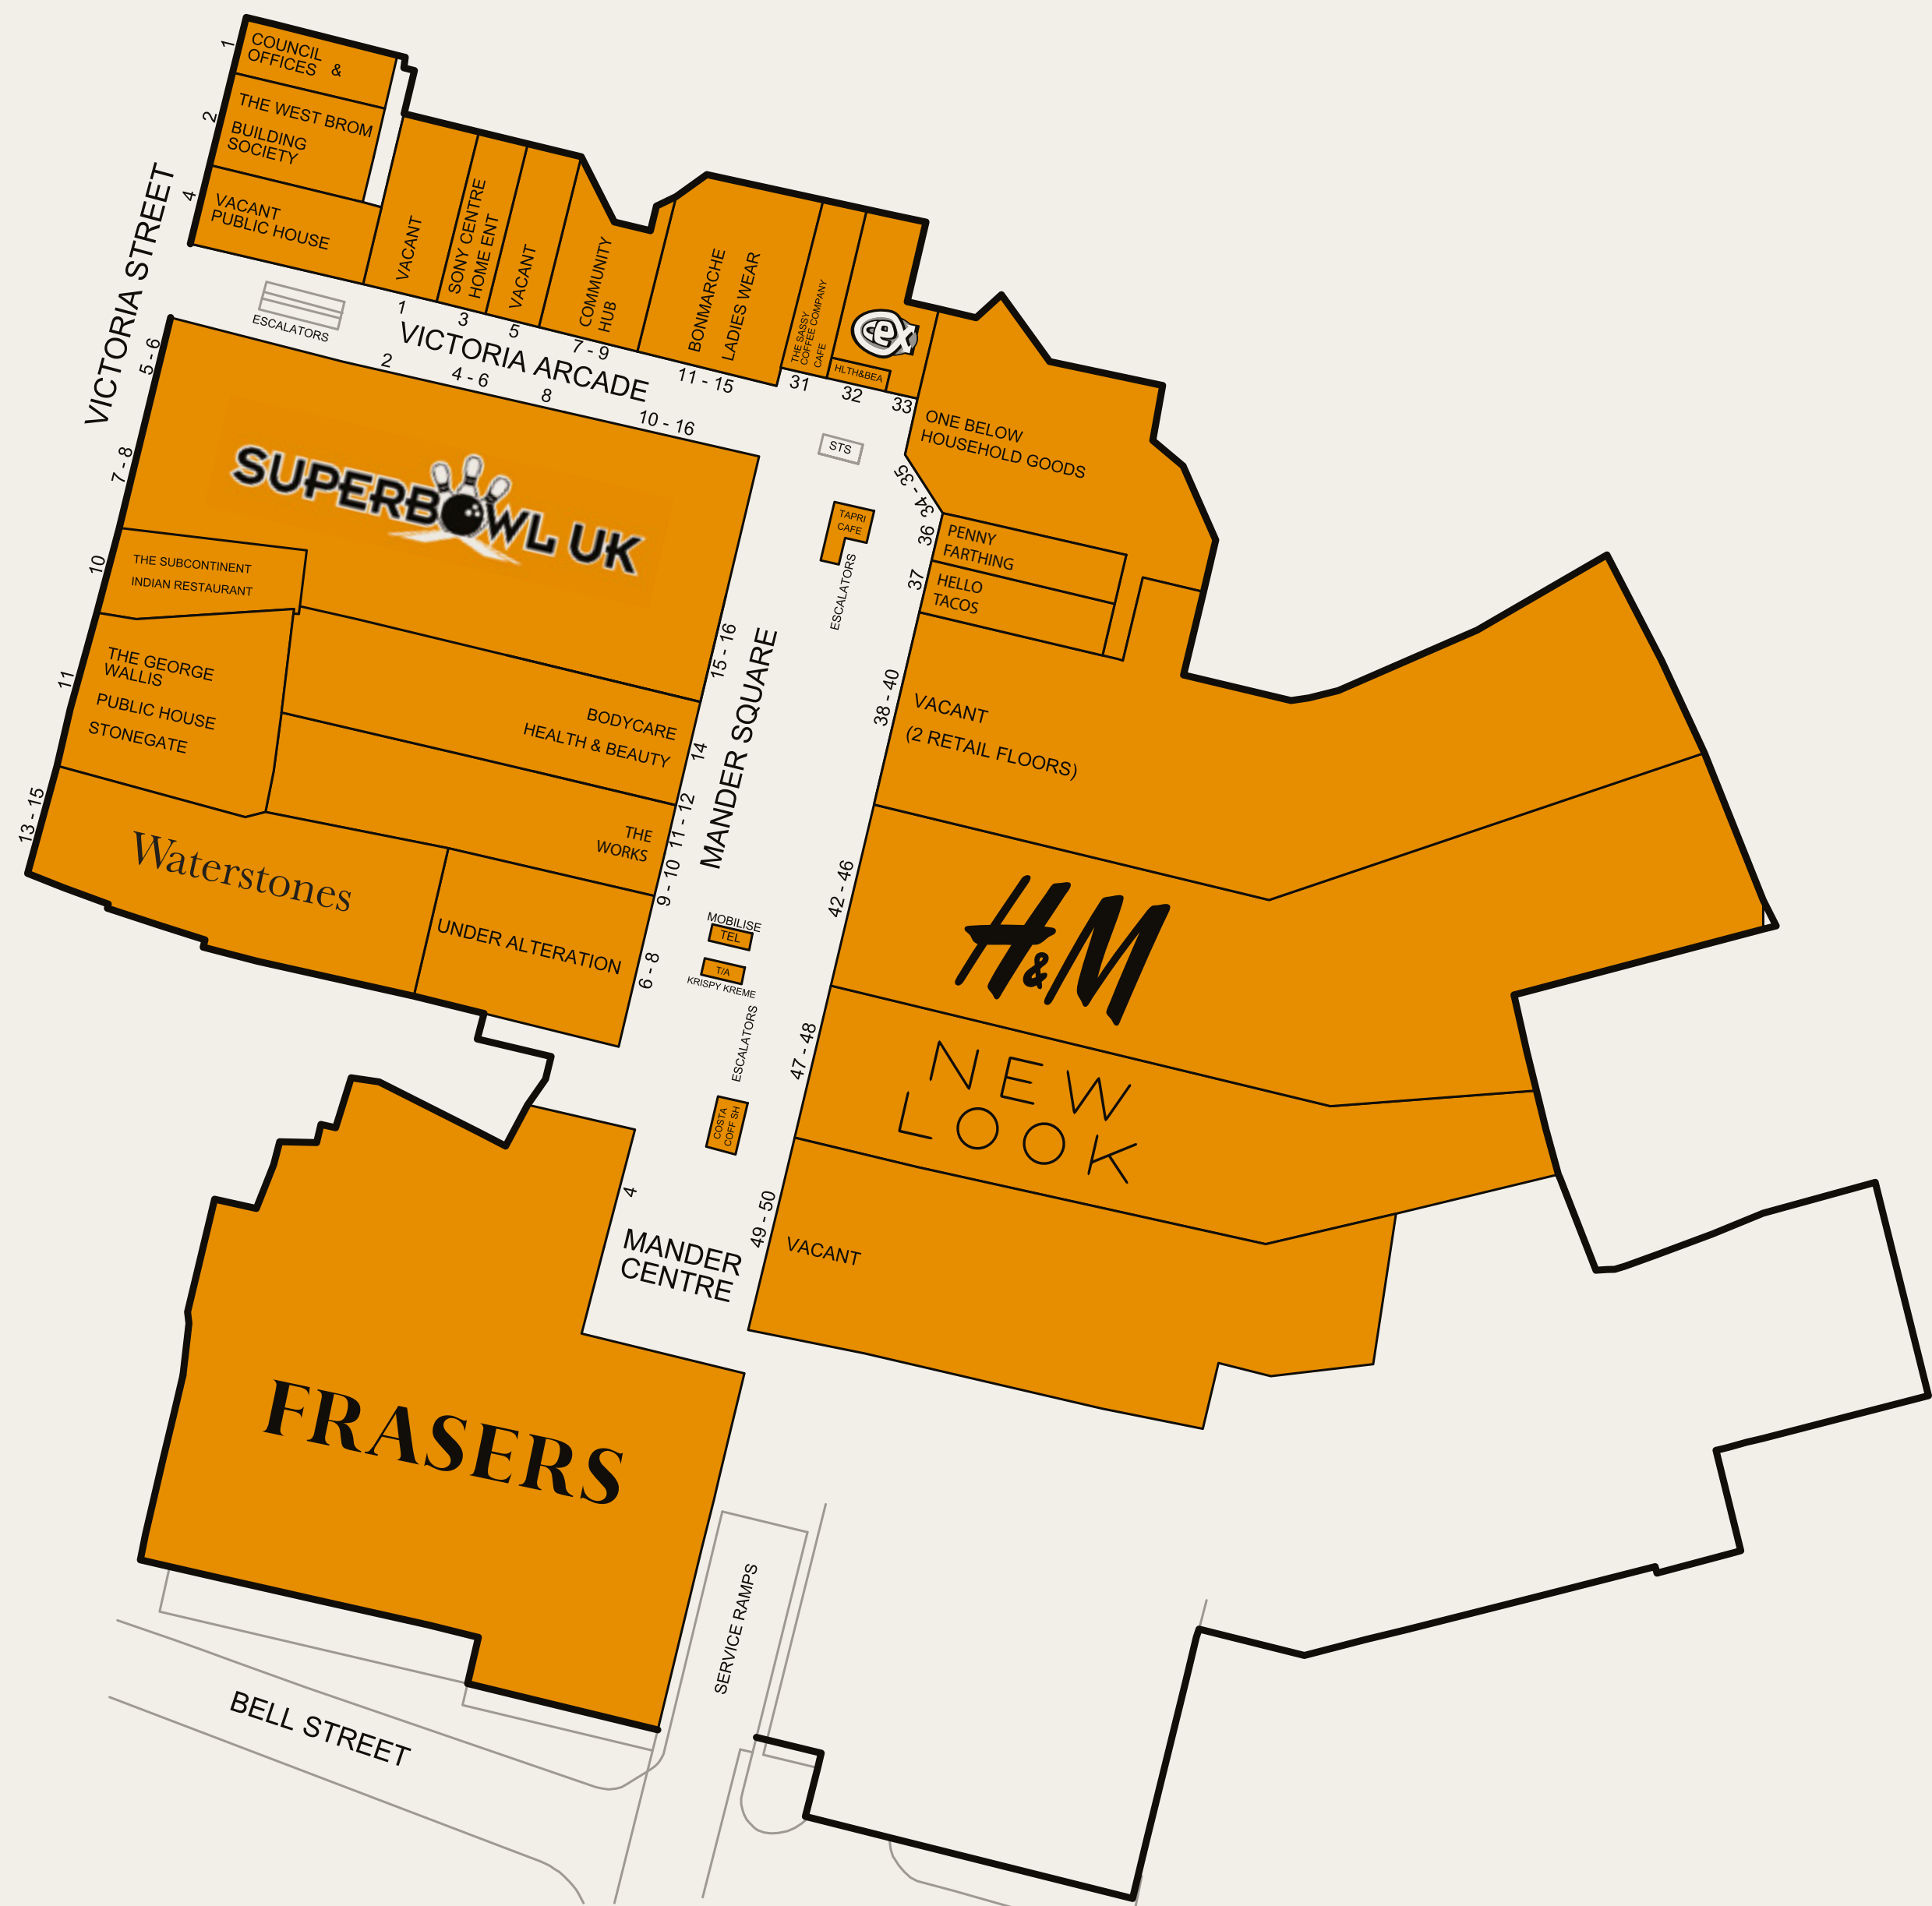 1
COUNCIL
OFFICES &
2
THE WEST BROM
BUILDING
SOCIETY
4
VACANT
PUBLIC HOUSE
VICTORIA STREET
VACANT
SONY CENTRE
HOME ENT
VACANT
COMMUNITY
HUB
BONMARCHE
LADIES WEAR
THE SASSY
COFFEE COMPANY
CAFE
cex
HLTH&BEA
ESCALATORS
1
3
5
7 - 9
11 - 15
31
32
33
VICTORIA ARCADE
2
4 - 6
8
10 - 16
5 - 6
7 - 8
SUPERBOWL UK
STS
ONE BELOW
HOUSEHOLD GOODS
34 - 35
TAPRI
CAFE
ESCALATORS
36
PENNY
FARTHING
37
HELLO
TACOS
10
THE SUBCONTINENT
INDIAN RESTAURANT
11
THE GEORGE
WALLIS
PUBLIC HOUSE
STONEGATE
15 - 16
BODYCARE
HEALTH & BEAUTY
14
MANDER SQUARE
38 - 40
VACANT
(2 RETAIL FLOORS)
13 - 15
Waterstones
THE
WORKS
11 - 12
9 - 10
UNDER ALTERATION
6 - 8
MOBILISE
TEL
T/A
KRISPY KREME
ESCALATORS
42 - 46
H&M
47 - 48
NEW
LOOK
COSTA
COFF SH
4
49 - 50
VACANT
MANDER
CENTRE
FRASERS
SERVICE RAMPS
BELL STREET